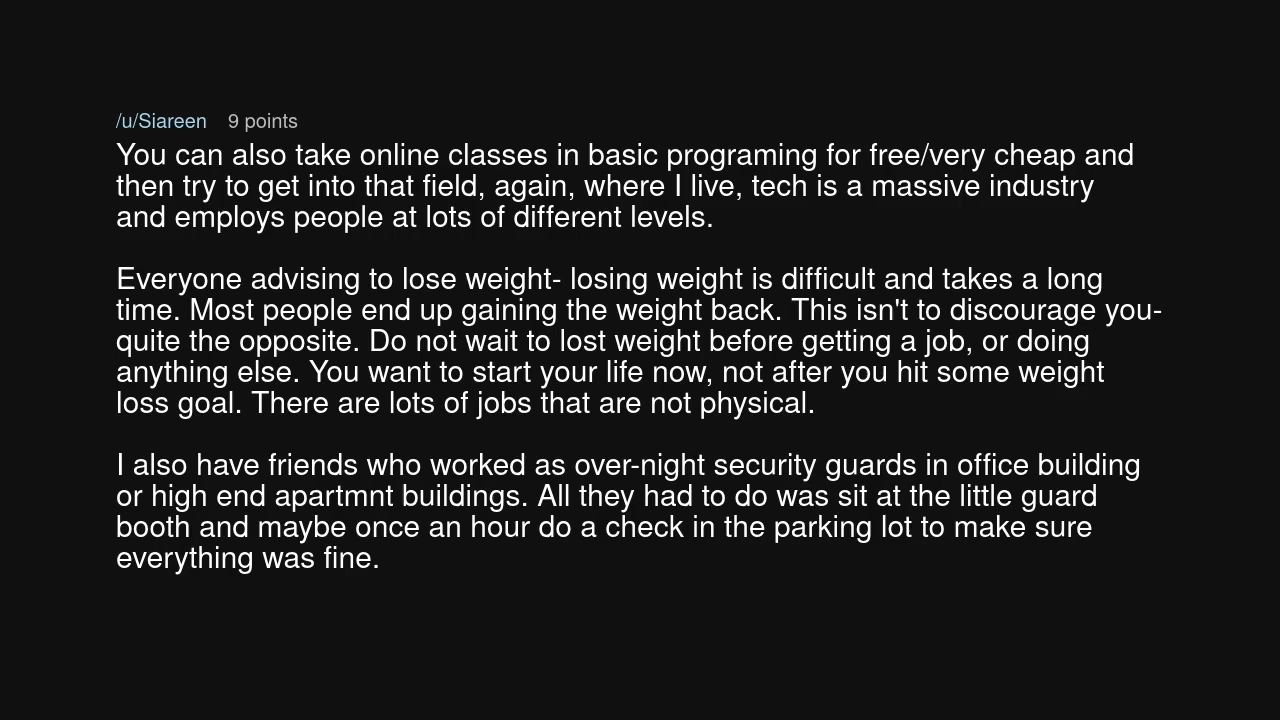 /u/Siareen 9 points
You can also take online classes in basic programing for free/very cheap and
then try to get into that field, again, where I live, tech is a massive industry
and employs people at lots of different levels.
Everyone advising to lose weight- losing weight is difficult and takes a long
time. Most people end up gaining the weight back. This isn't to discourage you-
quite the opposite. Do not wait to lost weight before getting a job, or doing
anything else. You want to start your life now, not after you hit some weight
loss goal. There are lots of jobs that are not physical.
I also have friends who worked as over-night security guards in office building
or high end apartmnt buildings. All they had to do was sit at the little guard
booth and maybe once an hour do a check in the parking lot to make sure
everything was fine.